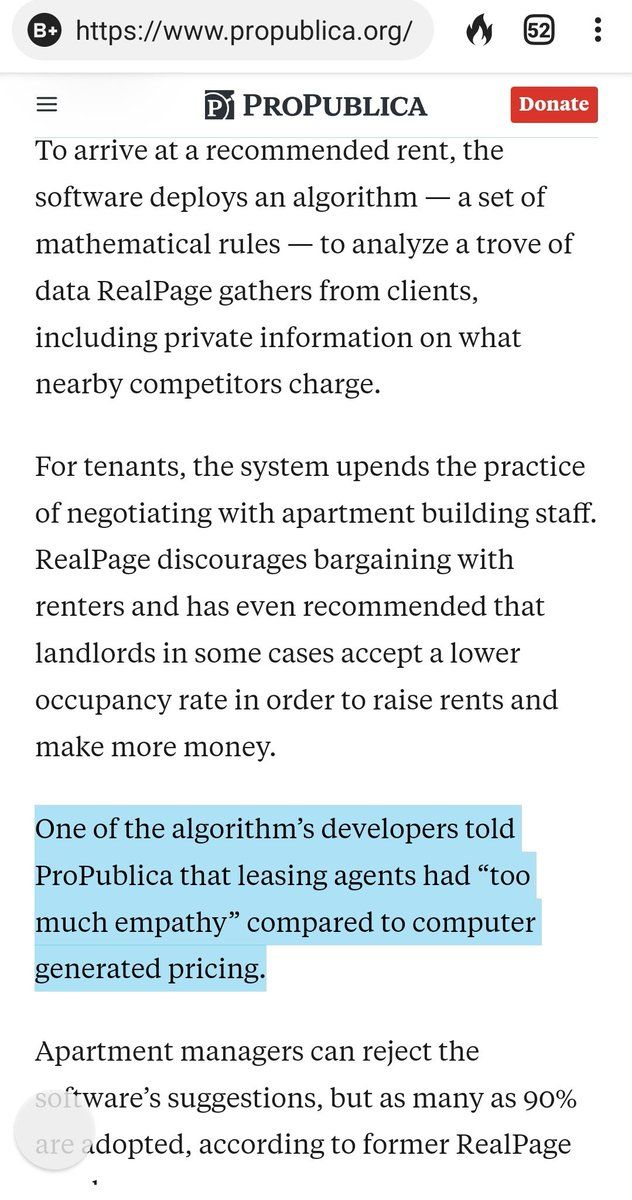 B+ https://www.propublica.org/ 52
PROPUBLICA Donate
To arrive at a recommended rent, the
software deploys an algorithm — a set of
mathematical rules — to analyze a trove of
data RealPage gathers from clients,
including private information on what
nearby competitors charge.
For tenants, the system upends the practice
of negotiating with apartment building staff.
RealPage discourages bargaining with
renters and has even recommended that
landlords in some cases accept a lower
occupancy rate in order to raise rents and
make more money.
One of the algorithm’s developers told
ProPublica that leasing agents had “too
much empathy” compared to computer
generated pricing.
Apartment managers can reject the
software’s suggestions, but as many as 90%
are adopted, according to former RealPage